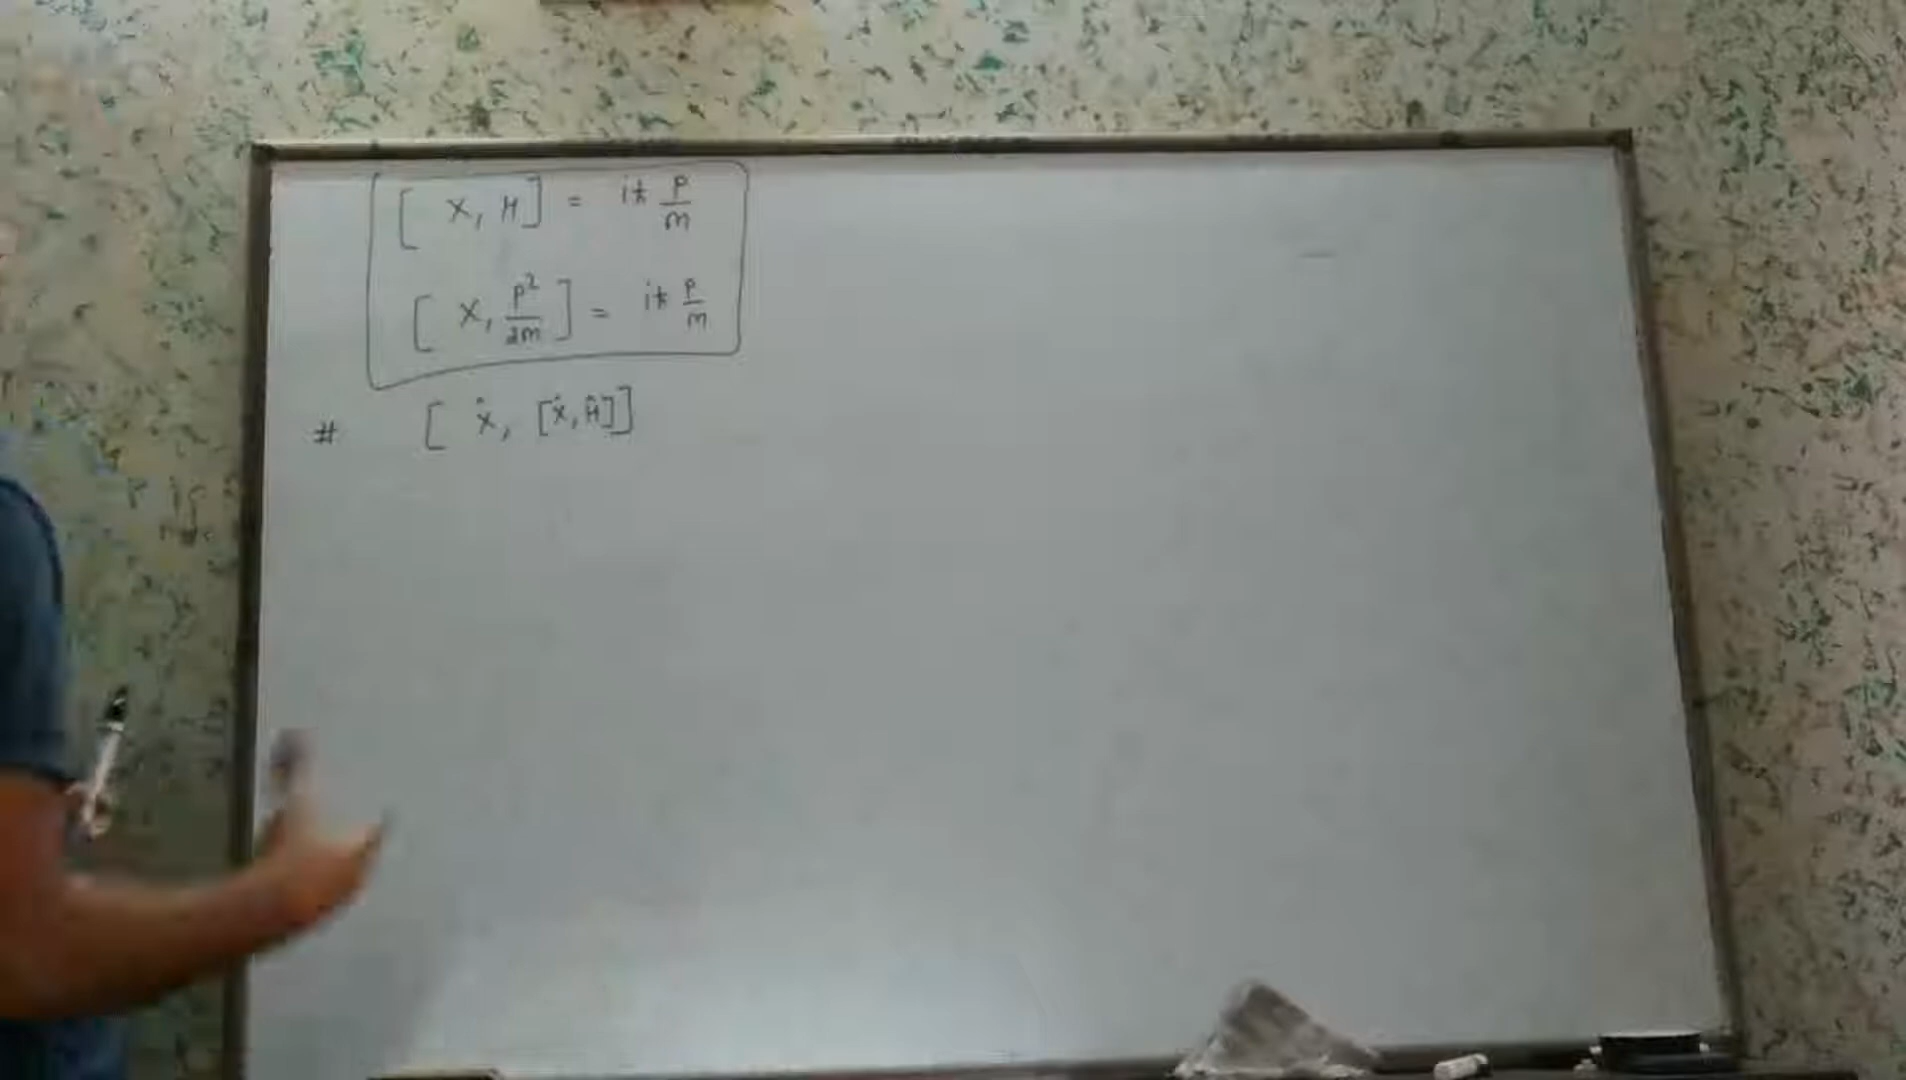 [ X, H ] = iħ p/m
[ X, p²/2m ] = iħ p/m
# [ x̂, [x̂, Ĥ]]